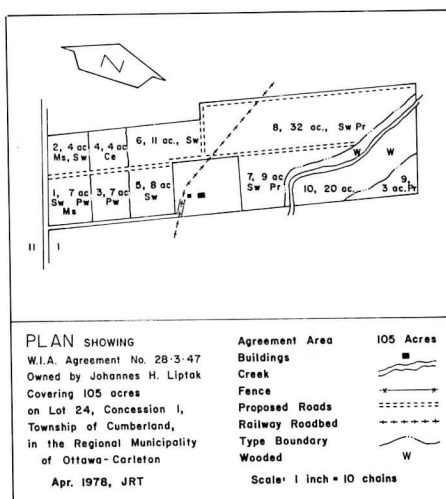 N
2, 4 ac
Ms, Sw
4, 4 ac
Ce
6, 11 ac., Sw
8, 32 ac., Sw Pr
1, 7 ac
Sw Pw
Ms
3, 7 ac
Pw
5, 8 ac
Sw
7, 9 ac
Sw Pr
W
W
10, 20 ac.
9,
3 ac. Pr
II I
PLAN SHOWING
W.I.A. Agreement No. 28-3-47
Owned by Johannes H. Liptak
Covering 105 acres
on Lot 24, Concession I,
Township of Cumberland,
in the Regional Municipality
of Ottawa-Carleton
Apr. 1978, JRT
Agreement Area 105 Acres
Buildings
Creek
Fence
Proposed Roads
Railway Roadbed
Type Boundary
Wooded W
Scale: 1 inch = 10 chains